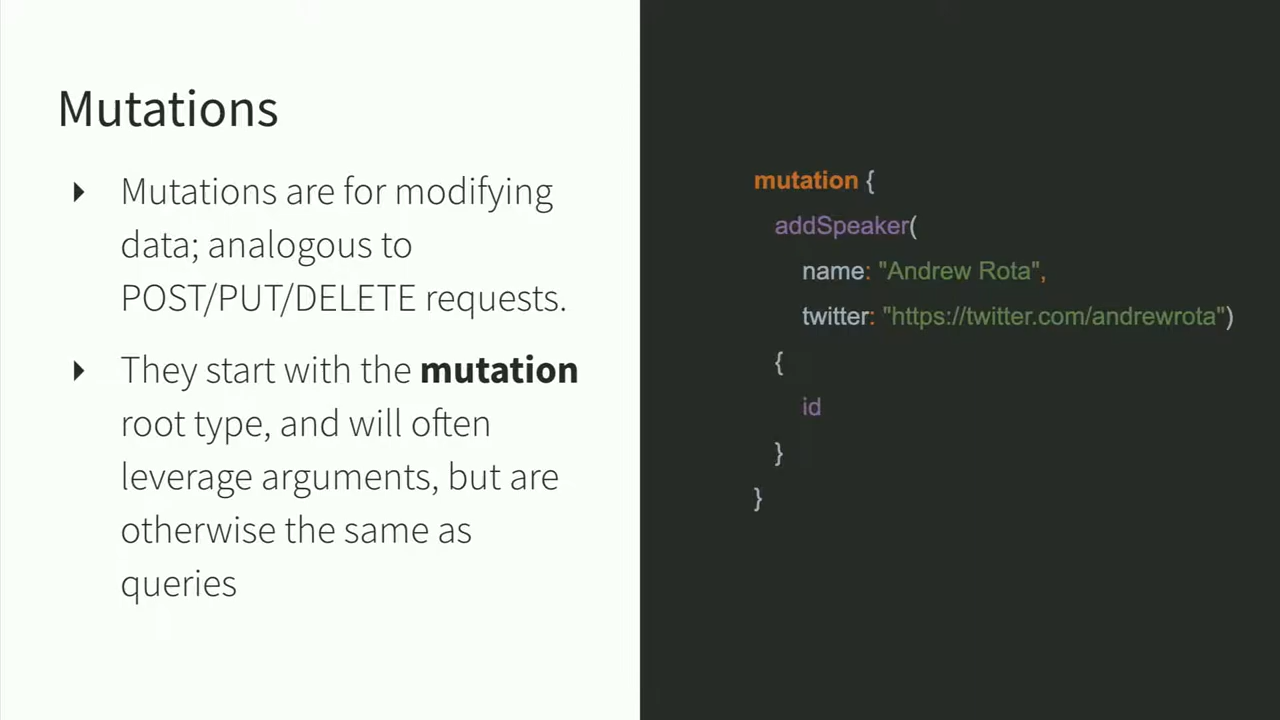 Mutations
Mutations are for modifying
data; analogous to
POST/PUT/DELETE requests.
They start with the mutation
root type, and will often
leverage arguments, but are
otherwise the same as
queries
mutation {
addSpeaker(
name: "Andrew Rota",
twitter: "https://twitter.com/andrewrota")
{
id
}
}